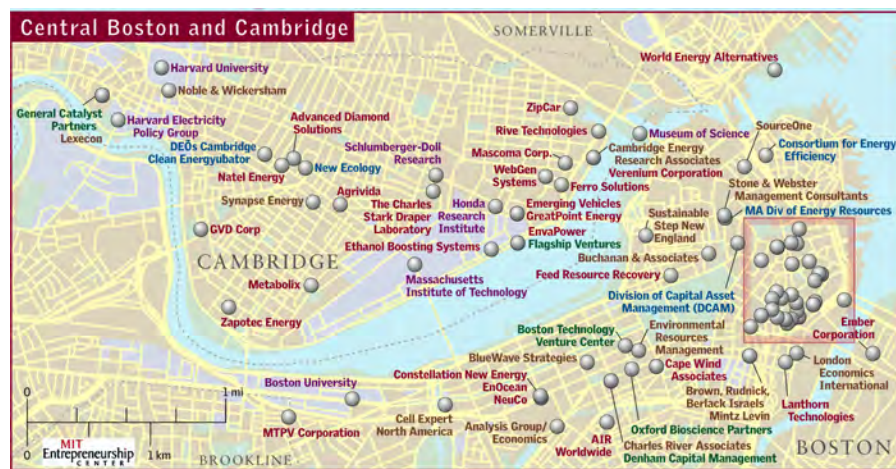 Central Boston and Cambridge
SOMERVILLE
World Energy Alternatives
Harvard University
Noble & Wickersham
General Catalyst
Partners
Lexecon
Harvard Electricity
Policy Group
DEÕs Cambridge
Clean Energyubator
Advanced Diamond
Solutions
Natel Energy
New Ecology
Schlumberger-Doll
Research
ZipCar
Rive Technologies
Mascoma Corp.
WebGen
Systems
Ferro Solutions
Museum of Science
Cambridge Energy
Research Associates
Verenium Corporation
SourceOne
Consortium for Energy
Efficiency
Stone & Webster
Management Consultants
MA Div of Energy Resources
Synapse Energy
Agrivida
The Charles
Stark Draper
Laboratory
Honda
Research
Institute
Emerging Vehicles
GreatPoint Energy
EnvaPower
Flagship Ventures
Sustainable
Step New
England
Buchanan & Associates
GVD Corp
CAMBRIDGE
Ethanol Boosting Systems
Massachusetts
Institute of Technology
Feed Resource Recovery
Division of Capital Asset
Management (DCAM)
Metabolix
Zapotec Energy
Boston Technology
Venture Center
Environmental
Resources
Management
Ember
Corporation
BlueWave Strategies
Cape Wind
Associates
London
Economics
International
Constellation New Energy
EnOcean
NeuCo
Brown, Rudnick,
Berlack Israels
Mintz Levin
Lanthorn
Technologies
Boston University
MTPV Corporation
Cell Expert
North America
Analysis Group/
Economics
AIR
Worldwide
Oxford Bioscience Partners
Charles River Associates
Denham Capital Management
BOSTON
BROOKLINE
0
1 mi
0
1 km
MIT
Entrepreneurship
CENTER